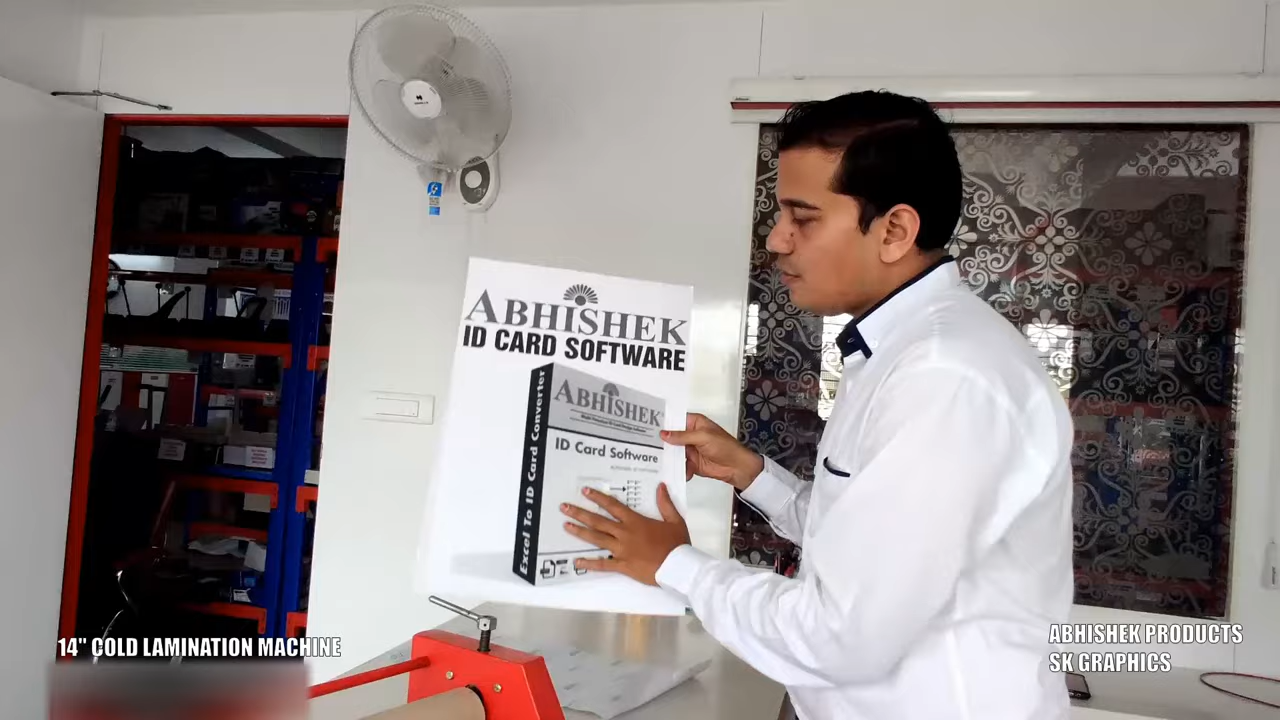 ABHISHEK
ID CARD SOFTWARE
Excel To ID Card Converter
ABHISHEK
ID Card Software
14" COLD LAMINATION MACHINE
ABHISHEK PRODUCTS
SK GRAPHICS